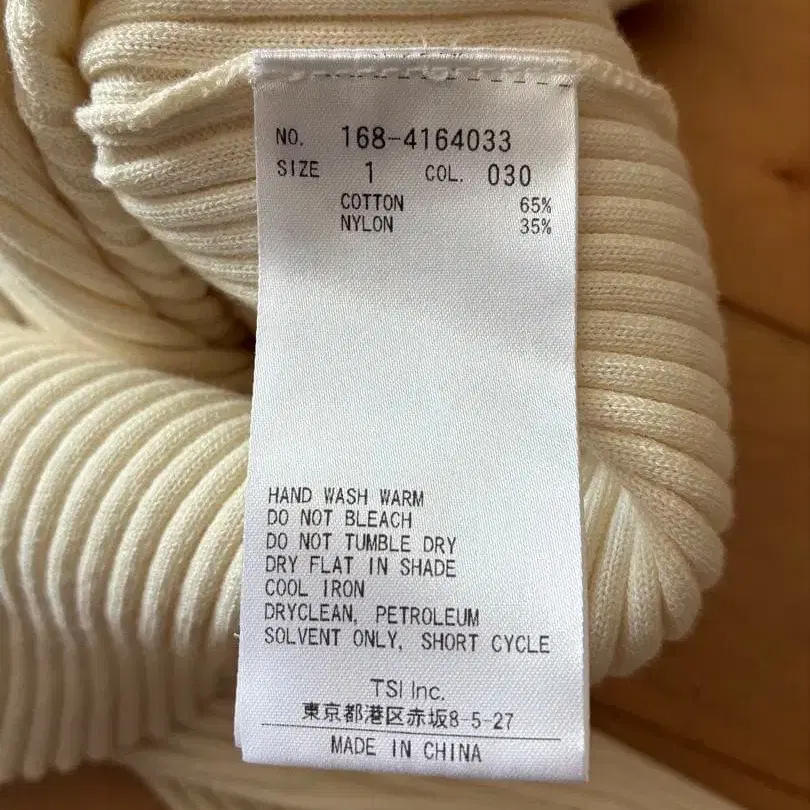 NO. 168-4164033
SIZE 1 COL. 030
COTTON 65%
NYLON 35%
HAND WASH WARM
DO NOT BLEACH
DO NOT TUMBLE DRY
DRY FLAT IN SHADE
COOL IRON
DRYCLEAN, PETROLEUM
SOLVENT ONLY, SHORT CYCLE
TSI Inc.
東京都港区赤坂8-5-27
MADE IN CHINA